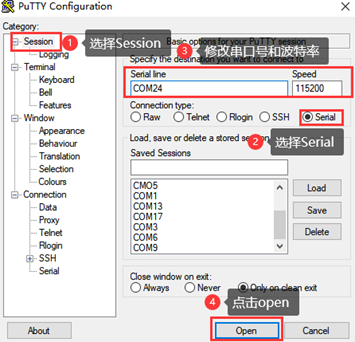 PuTTY Configuration
Category:
Session
Logging
Terminal
Keyboard
Bell
Features
Window
Appearance
Behaviour
Translation
Selection
Colours
Connection
Data
Proxy
Telnet
Rlogin
SSH
Serial
1 选择Session
Basic options for your PuTTY session
3 修改串口号和波特率
Specify the destination you want to connect to
Serial line Speed
COM24 115200
Connection type:
Raw Telnet Rlogin SSH Serial
2 选择Serial
Load, save or delete a stored session
Saved Sessions
CMO5
COM1
COM13
COM17
COM3
COM6
COM9
Load
Save
Delete
Close window on exit:
Always Never Only on clean exit
4 点击open
About Open Cancel